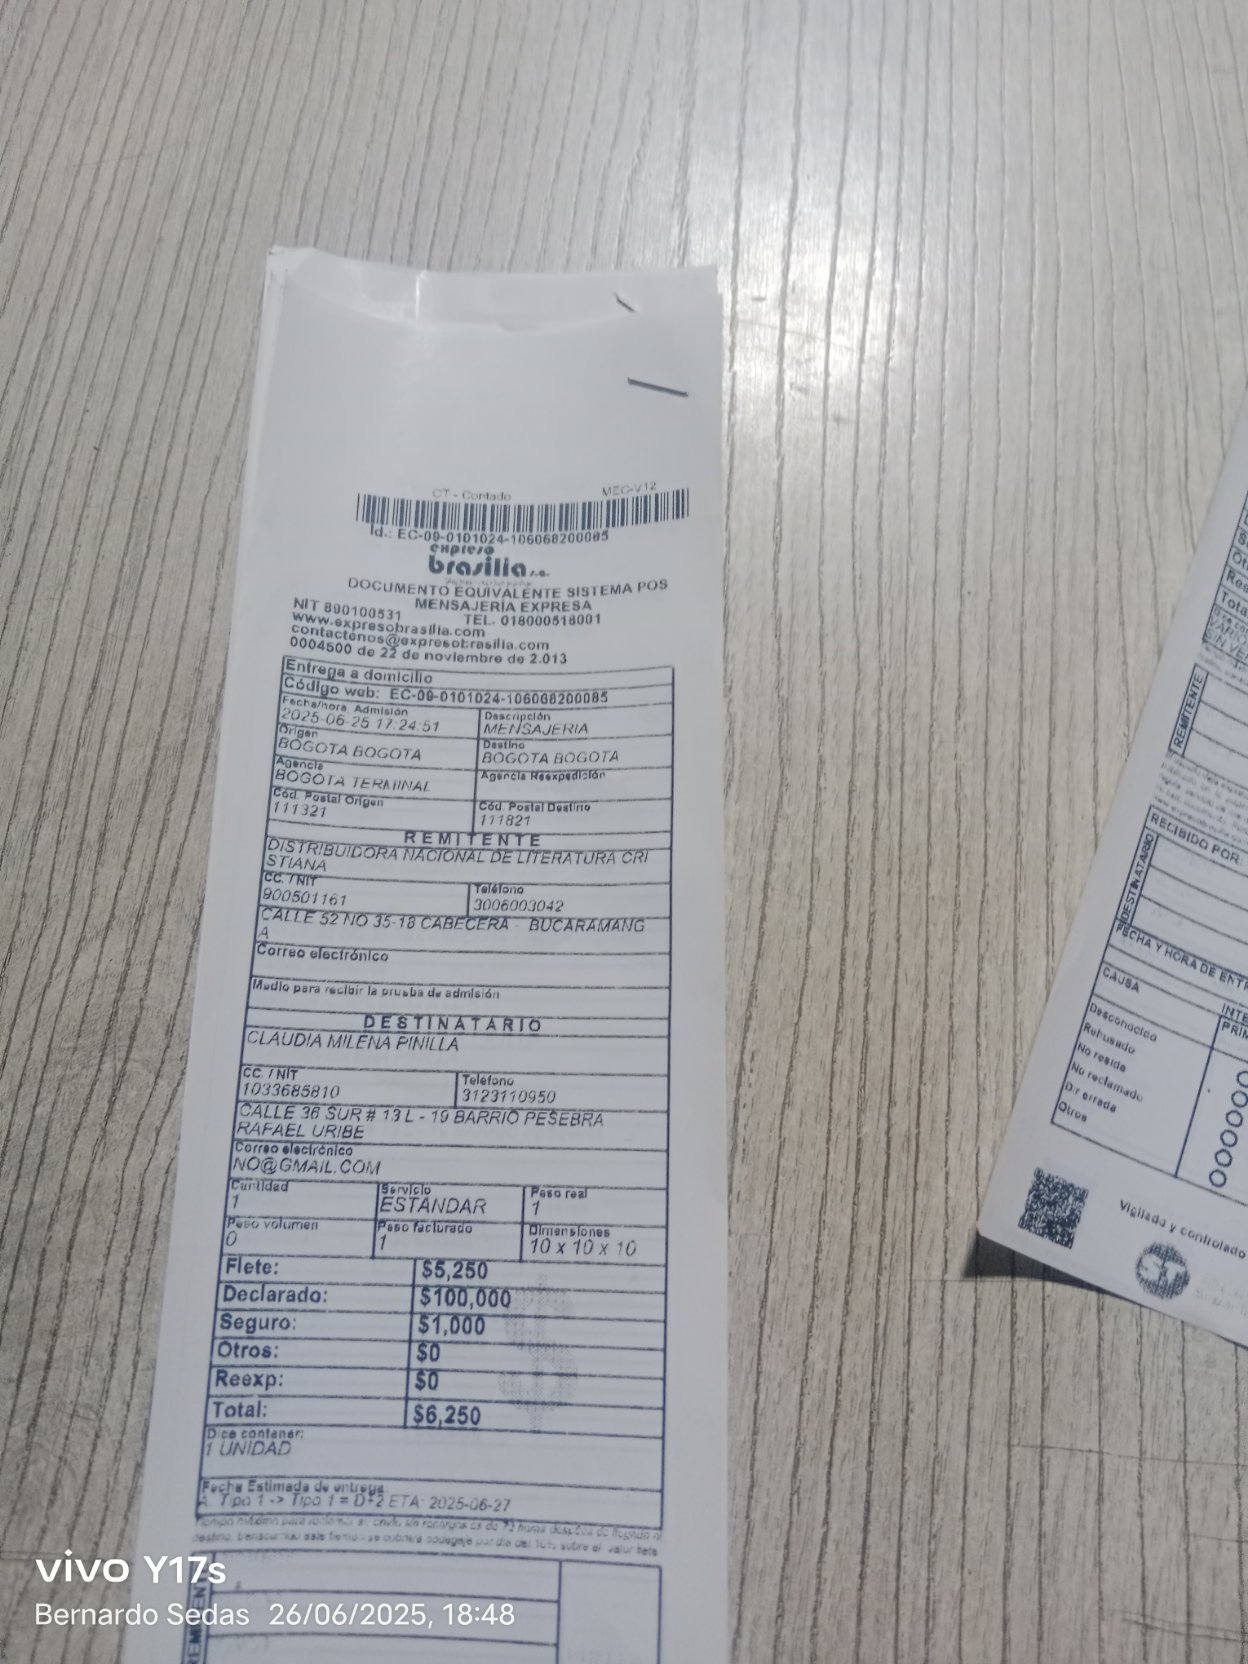 CT - Contado
MEC-V12
Id.: EC-09-0101024-106068200085
expreso
brasilia s.a.
DOCUMENTO EQUIVALENTE SISTEMA POS
MENSAJERÍA EXPRESA
NIT 890100531
TEL. 018000518001
www.expresobrasilia.com
contactenos@expresobrasilia.com
0004500 de 22 de noviembre de 2.013
Entrega a domicilio
Código web: EC-09-0101024-106068200085
Fecha/hora. Admisión
2025-06-25 17:24:51
Descripción
MENSAJERIA
Origen
BOGOTA BOGOTA
Destino
BOGOTA BOGOTA
Agencia
BOGOTA TERMINAL
Agencia Reexpedición
Cód. Postal Origen
111321
Cód. Postal Destino
111821
REMITENTE
DISTRIBUIDORA NACIONAL DE LITERATURA CRI
STIANA
CC. / NIT
900501161
Teléfono
3006003042
CALLE 52 NO 35-18 CABECERA - BUCARAMANG
A
Correo electrónico
Medio para recibir la prueba de admisión
DESTINATARIO
CLAUDIA MILENA PINILLA
CC. / NIT
1033685810
Teléfono
3123110950
CALLE 36 SUR # 13 L - 19 BARRIO PESEBRA
RAFAEL URIBE
Correo electrónico
NO@GMAIL.COM
Cantidad
1
Servicio
ESTÁNDAR
Peso real
1
Peso volumen
0
Peso facturado
1
Dimensiones
10 x 10 x 10
Flete: $5,250
Declarado: $100,000
Seguro: $1,000
Otros: $0
Reexp: $0
Total: $6,250
Dice contener:
1 UNIDAD
Fecha Estimada de entrega
A. Tipo 1 -> Tipo 1 = D+2 ETA: 2025-06-27
REMITEN
REMITENTE
RECIBIDO POR:
DESTINATARIO
FECHA Y HORA DE ENTR
CAUSA
INTE
PRIM
Desconocido
Rehusado
No reside
No reclamado
Dir errada
Otros
Vigilado y controlado
vivo Y17s
Bernardo Sedas 26/06/2025, 18:48